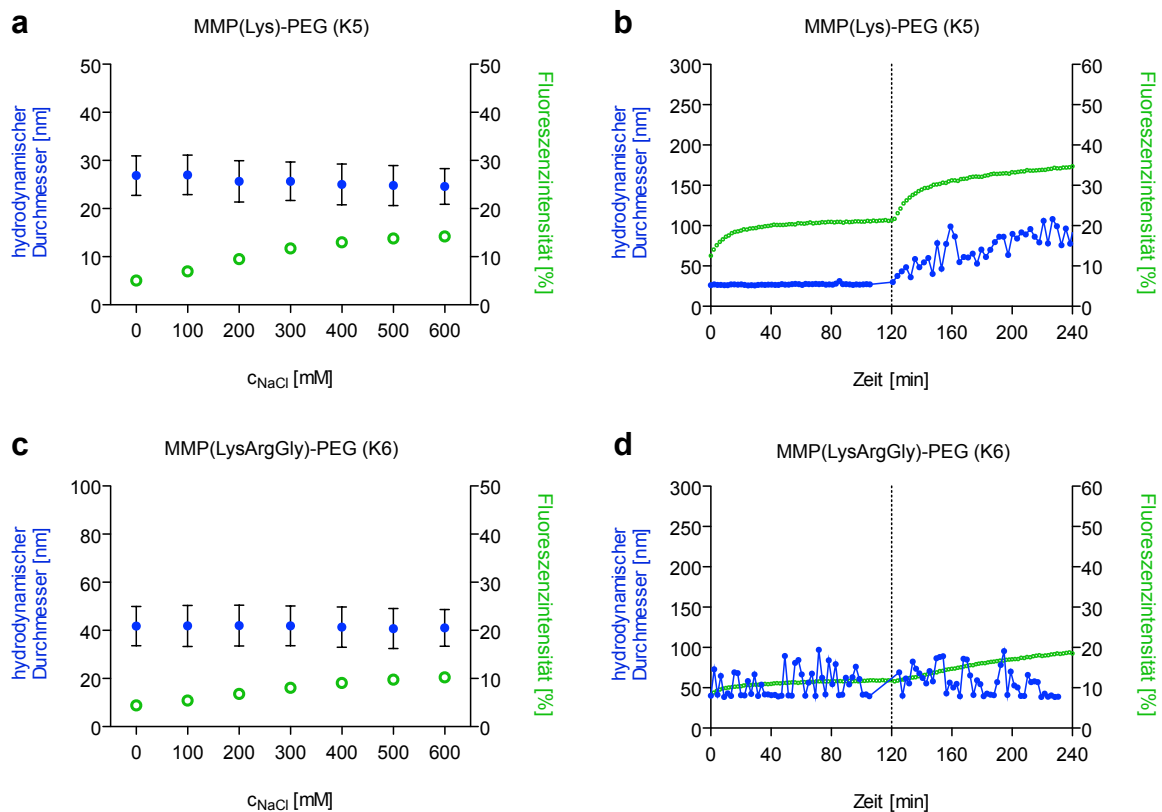 a
MMP(Lys)-PEG (K5)
50
40
30
20
10
0
50
40
30
20
10
0
0 100 200 300 400 500 600
hydrodynamischer
Durchmesser [nm]
Fluoreszenzintensität [%]
cNaCl [mM]
b
MMP(Lys)-PEG (K5)
300
250
200
150
100
50
0
60
50
40
30
20
10
0
0 40 80 120 160 200 240
hydrodynamischer
Durchmesser [nm]
Fluoreszenzintensität [%]
Zeit [min]
c
MMP(LysArgGly)-PEG (K6)
100
80
60
40
20
0
50
40
30
20
10
0
0 100 200 300 400 500 600
hydrodynamischer
Durchmesser [nm]
Fluoreszenzintensität [%]
cNaCl [mM]
d
MMP(LysArgGly)-PEG (K6)
300
250
200
150
100
50
0
60
50
40
30
20
10
0
0 40 80 120 160 200 240
hydrodynamischer
Durchmesser [nm]
Fluoreszenzintensität [%]
Zeit [min]